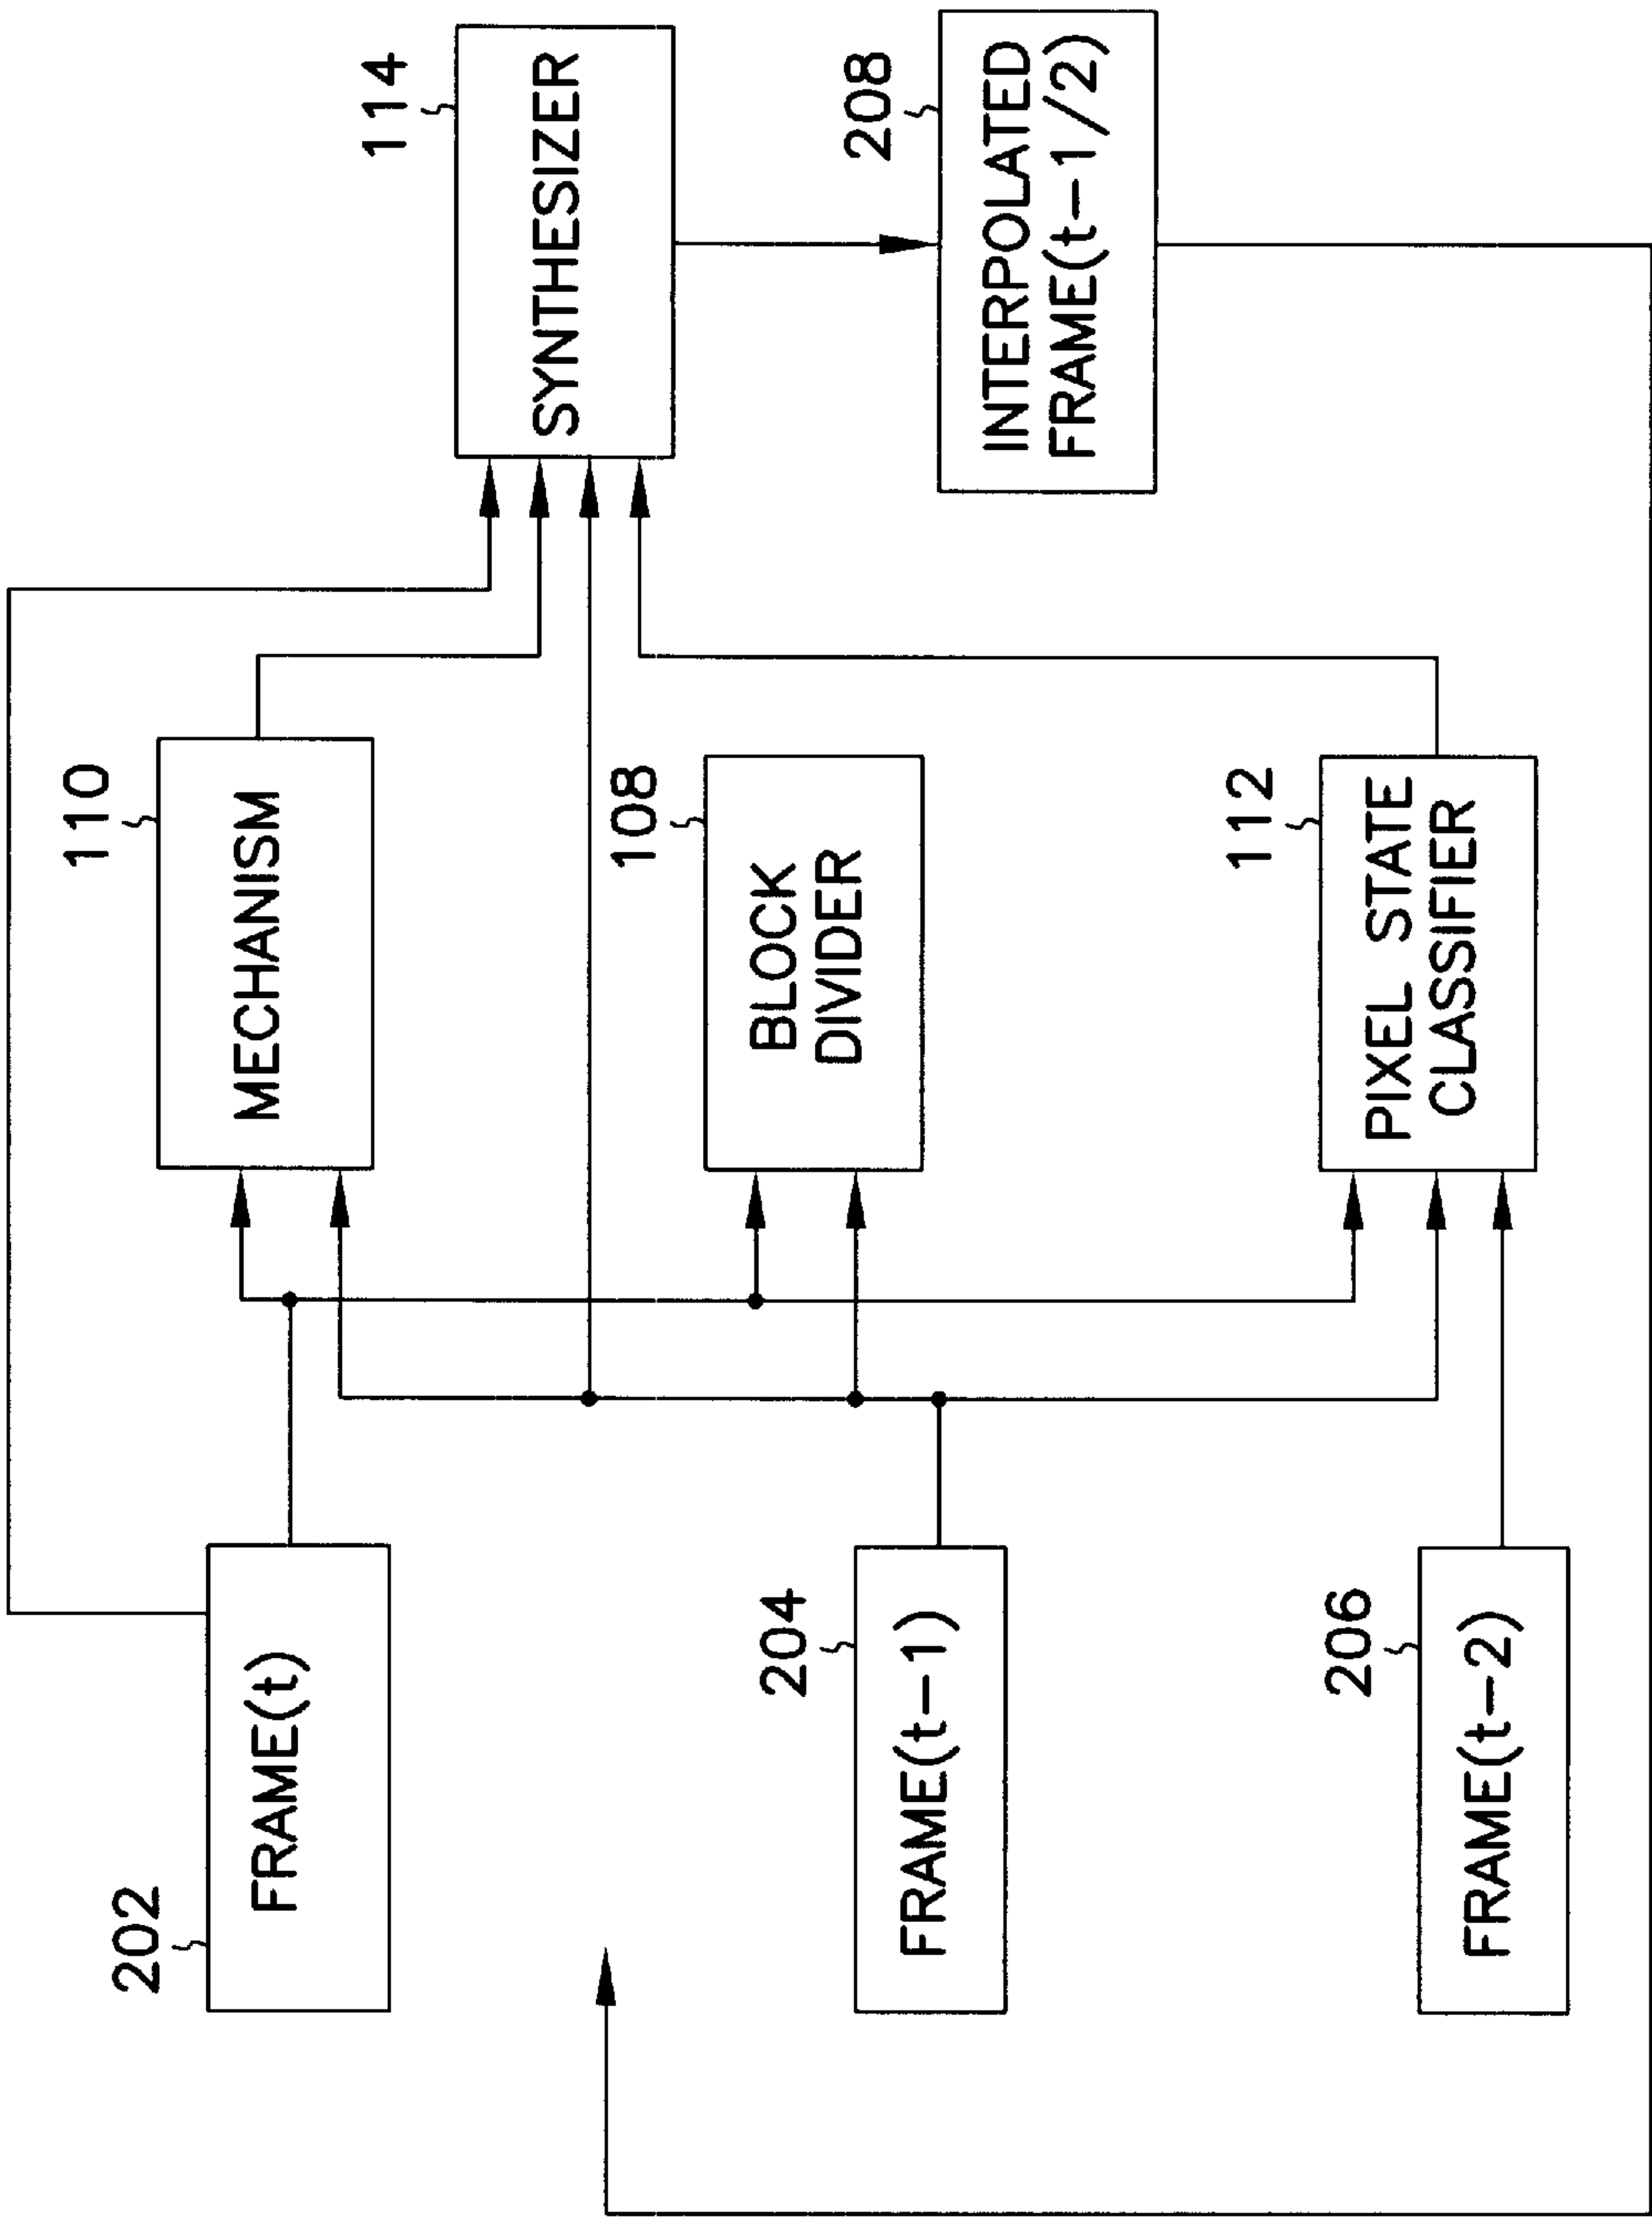 202
FRAME(t)
204
FRAME(t-1)
206
FRAME(t-2)
110
MECHANISM
108
BLOCK
DIVIDER
112
PIXEL STATE
CLASSIFIER
114
SYNTHESIZER
208
INTERPOLATED
FRAME(t-1/2)